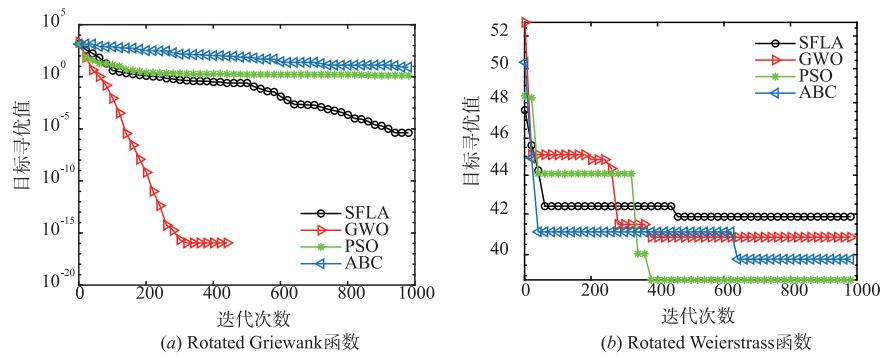 10^5
10^0
10^-5
10^-10
10^-15
10^-20
目标寻优值
SFLA
GWO
PSO
ABC
0 200 400 600 800 1000
迭代次数
(a) Rotated Griewank函数
52
50
48
46
44
42
40
目标寻优值
SFLA
GWO
PSO
ABC
0 200 400 600 800 1000
迭代次数
(b) Rotated Weierstrass函数